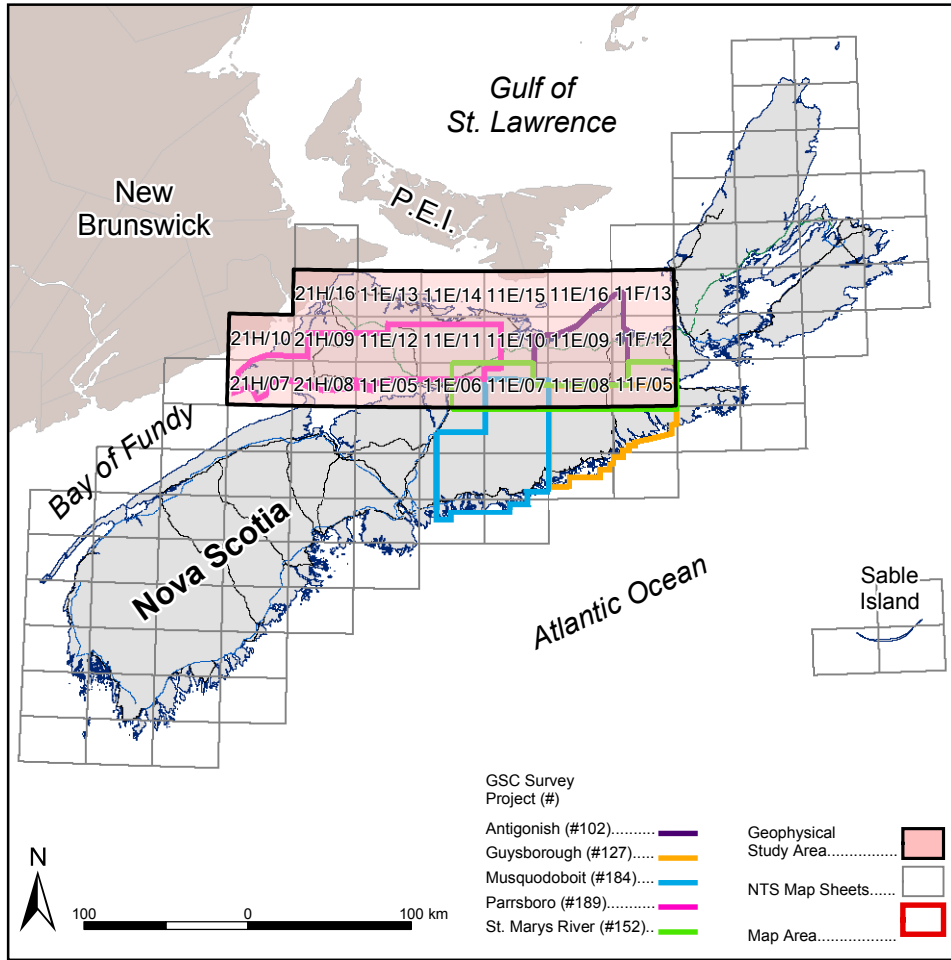 Gulf of
St. Lawrence
New
Brunswick
P.E.I.
21H/16 11E/13 11E/14 11E/15 11E/16 11F/13
21H/10 21H/09 11E/12 11E/11 11E/10 11E/09 11F/12
21H/07 21H/08 11E/05 11E/06 11E/07 11E/08 11F/05
Bay of Fundy
Nova Scotia
Atlantic Ocean
Sable
Island
GSC Survey
Project (#)
Antigonish (#102)..........
Guysborough (#127).....
Musquodoboit (#184)....
Parrsboro (#189)............
St. Marys River (#152)..
Geophysical
Study Area................
NTS Map Sheets......
Map Area..................
N
100 0 100 km